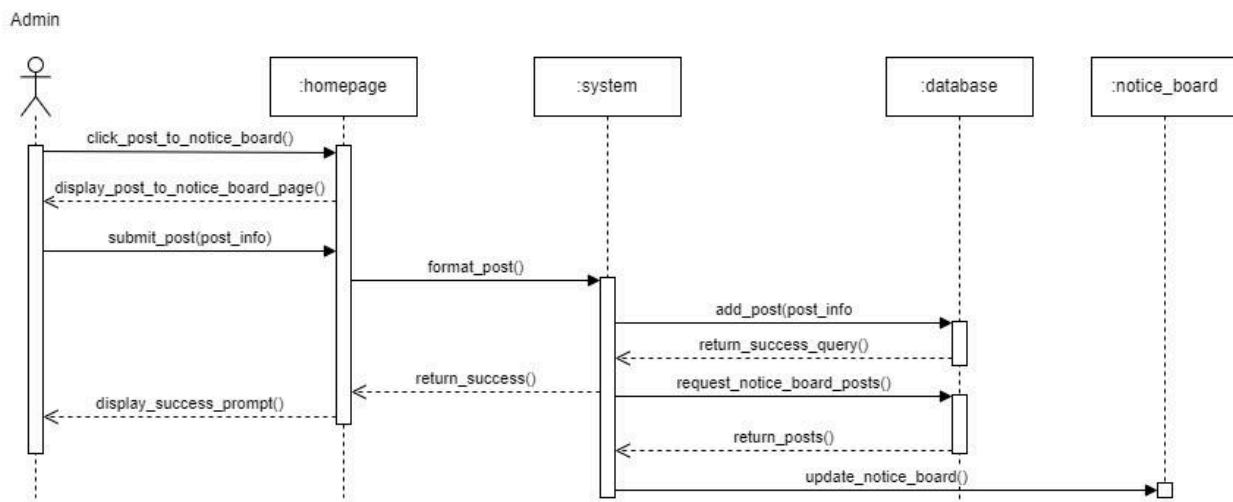 Admin
:homepage
:system
:database
:notice_board
click_post_to_notice_board()
display_post_to_notice_board_page()
submit_post(post_info)
format_post()
add_post(post_info
return_success_query()
return_success()
request_notice_board_posts()
display_success_prompt()
return_posts()
update_notice_board()